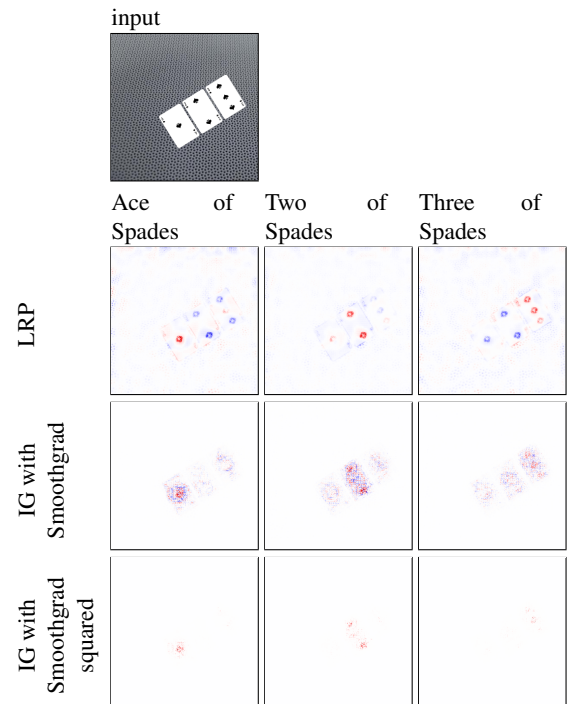 input
Ace of
Spades
Two of
Spades
Three of
Spades
LRP
IG with
Smoothgrad
IG with
Smoothgrad
squared